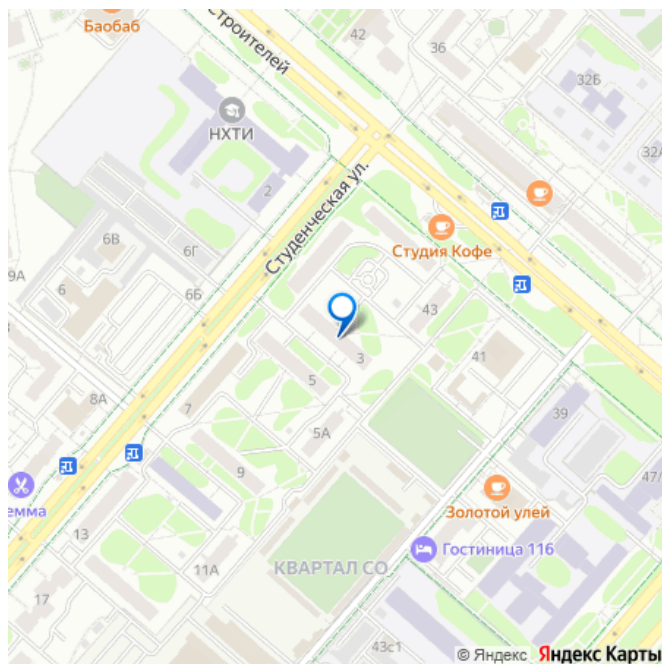 Баобаб
Строителей
42
36
32Б
32А
НХТИ
2
Студенческая ул.
6В
6Г
9А
6
6Б
Студия Кофе
43
3
41
5
8А
7
5А
39
9
47/
емма
Золотой улей
13
Гостиница 116
11А
КВАРТАЛ СО
17
43с1
© Яндекс Яндекс Карты